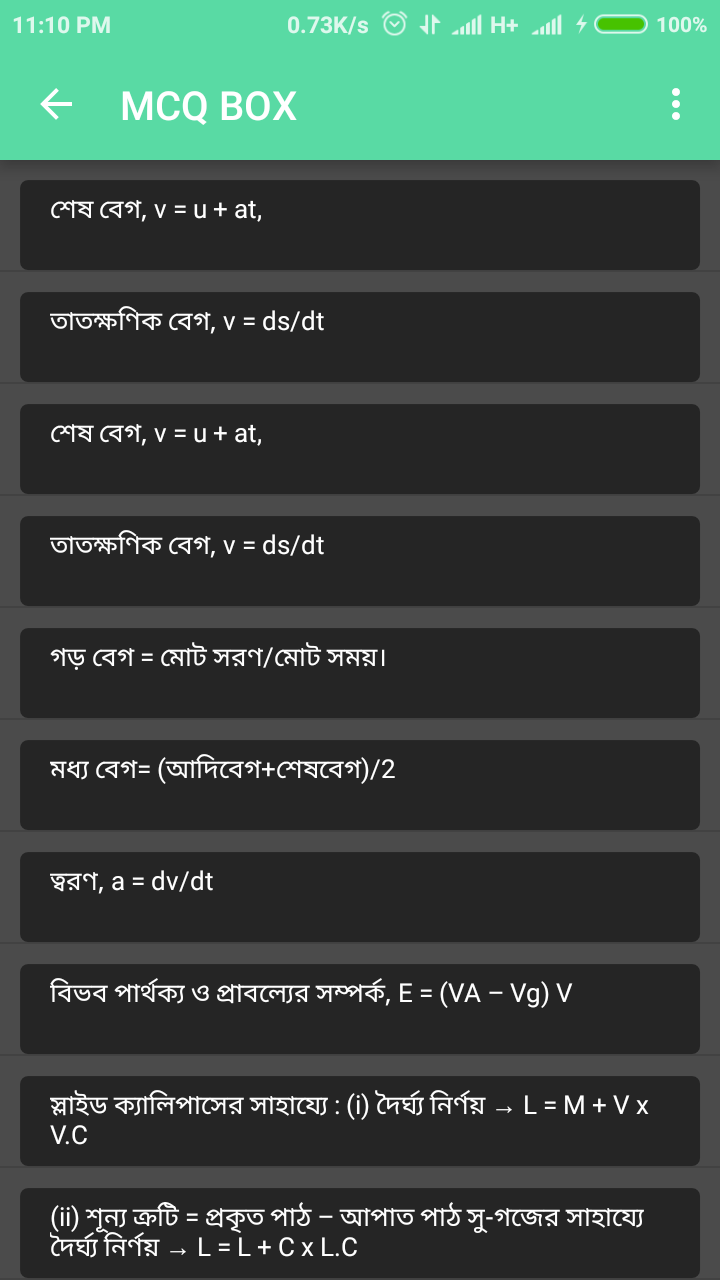 11:10 PM 0.73K/s H+ 100%
MCQ BOX
শেষ বেগ, v = u + at,
তাতক্ষণিক বেগ, v = ds/dt
শেষ বেগ, v = u + at,
তাতক্ষণিক বেগ, v = ds/dt
গড় বেগ = মোট সরণ/মোট সময়।
মধ্য বেগ= (আদিবেগ+শেষবেগ)/2
ত্বরণ, a = dv/dt
বিভব পার্থক্য ও প্রাবল্যের সম্পর্ক, E = (VA – Vg) V
স্লাইড ক্যালিপাসের সাহায্যে : (i) দৈর্ঘ্য নির্ণয় → L = M + V x
V.C
(ii) শূন্য ক্রটি = প্রকৃত পাঠ – আপাত পাঠ সু-গজের সাহায্যে
দৈর্ঘ্য নির্ণয় → L = L + C x L.C